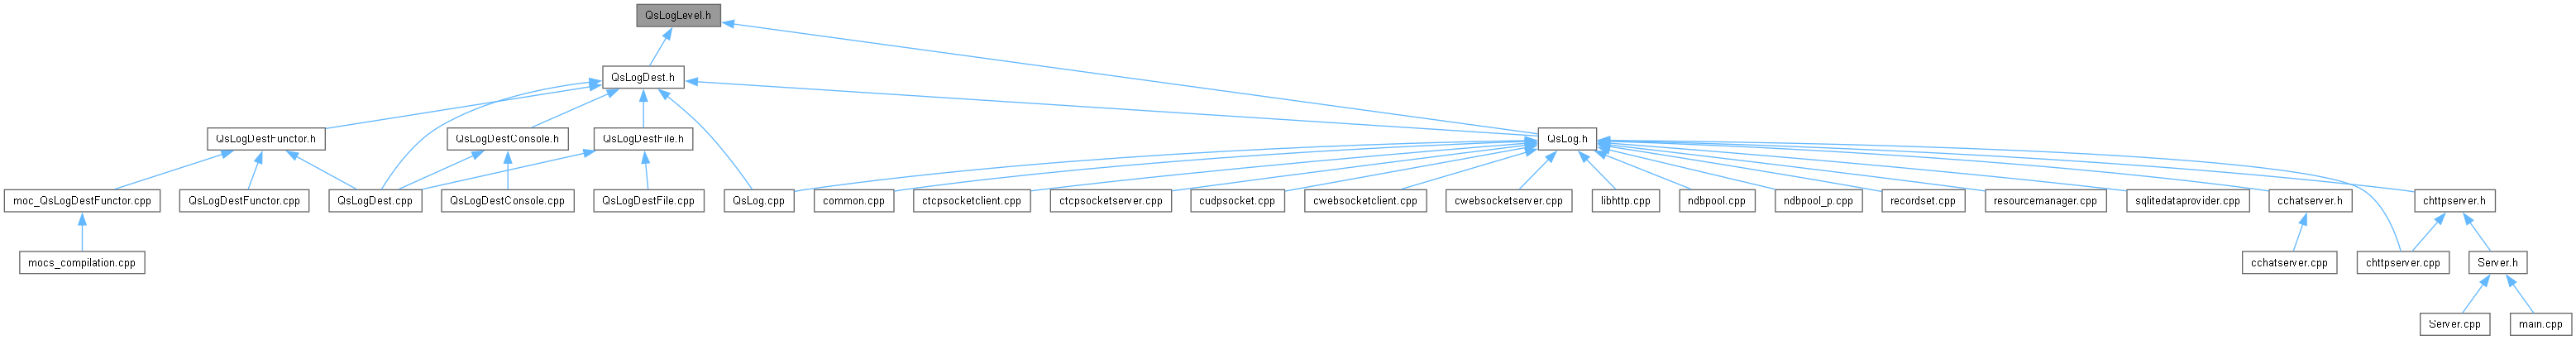 QsLogLevel.h
QsLogDest.h
QsLogDestFunctor.h
QsLogDestConsole.h
QsLogDestFile.h
QsLog.h
moc_QsLogDestFunctor.cpp
QsLogDestFunctor.cpp
QsLogDest.cpp
QsLogDestConsole.cpp
QsLogDestFile.cpp
QsLog.cpp
common.cpp
ctcpsocketclient.cpp
ctcpsocketserver.cpp
cudpsocket.cpp
cwebsocketclient.cpp
cwebsocketserver.cpp
libhttp.cpp
ndbpool.cpp
ndbpool_p.cpp
recordset.cpp
resourcemanager.cpp
sqlitedataprovider.cpp
cchatserver.h
chttpserver.h
mocs_compilation.cpp
cchatserver.cpp
chttpserver.cpp
Server.h
Server.cpp
main.cpp